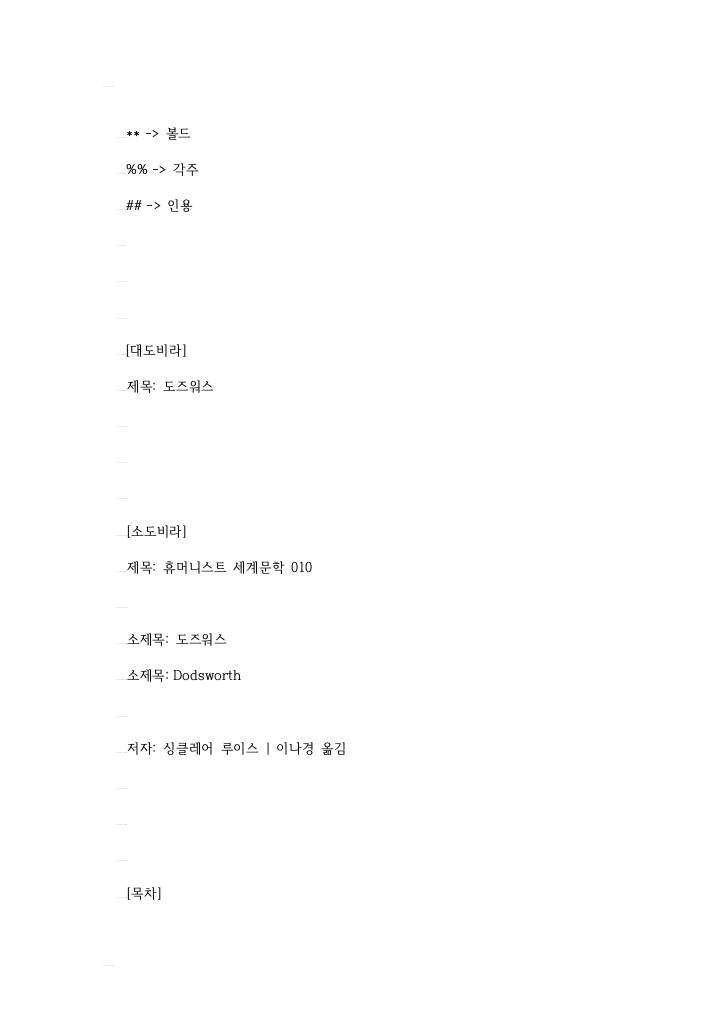 ** -> 볼드
%% -> 각주
## -> 인용
[대도비라]
제목: 도즈워스
[소도비라]
제목: 휴머니스트 세계문학 010
소제목: 도즈워스
소제목: Dodsworth
저자: 싱클레어 루이스 | 이나경 옮김
[목차]